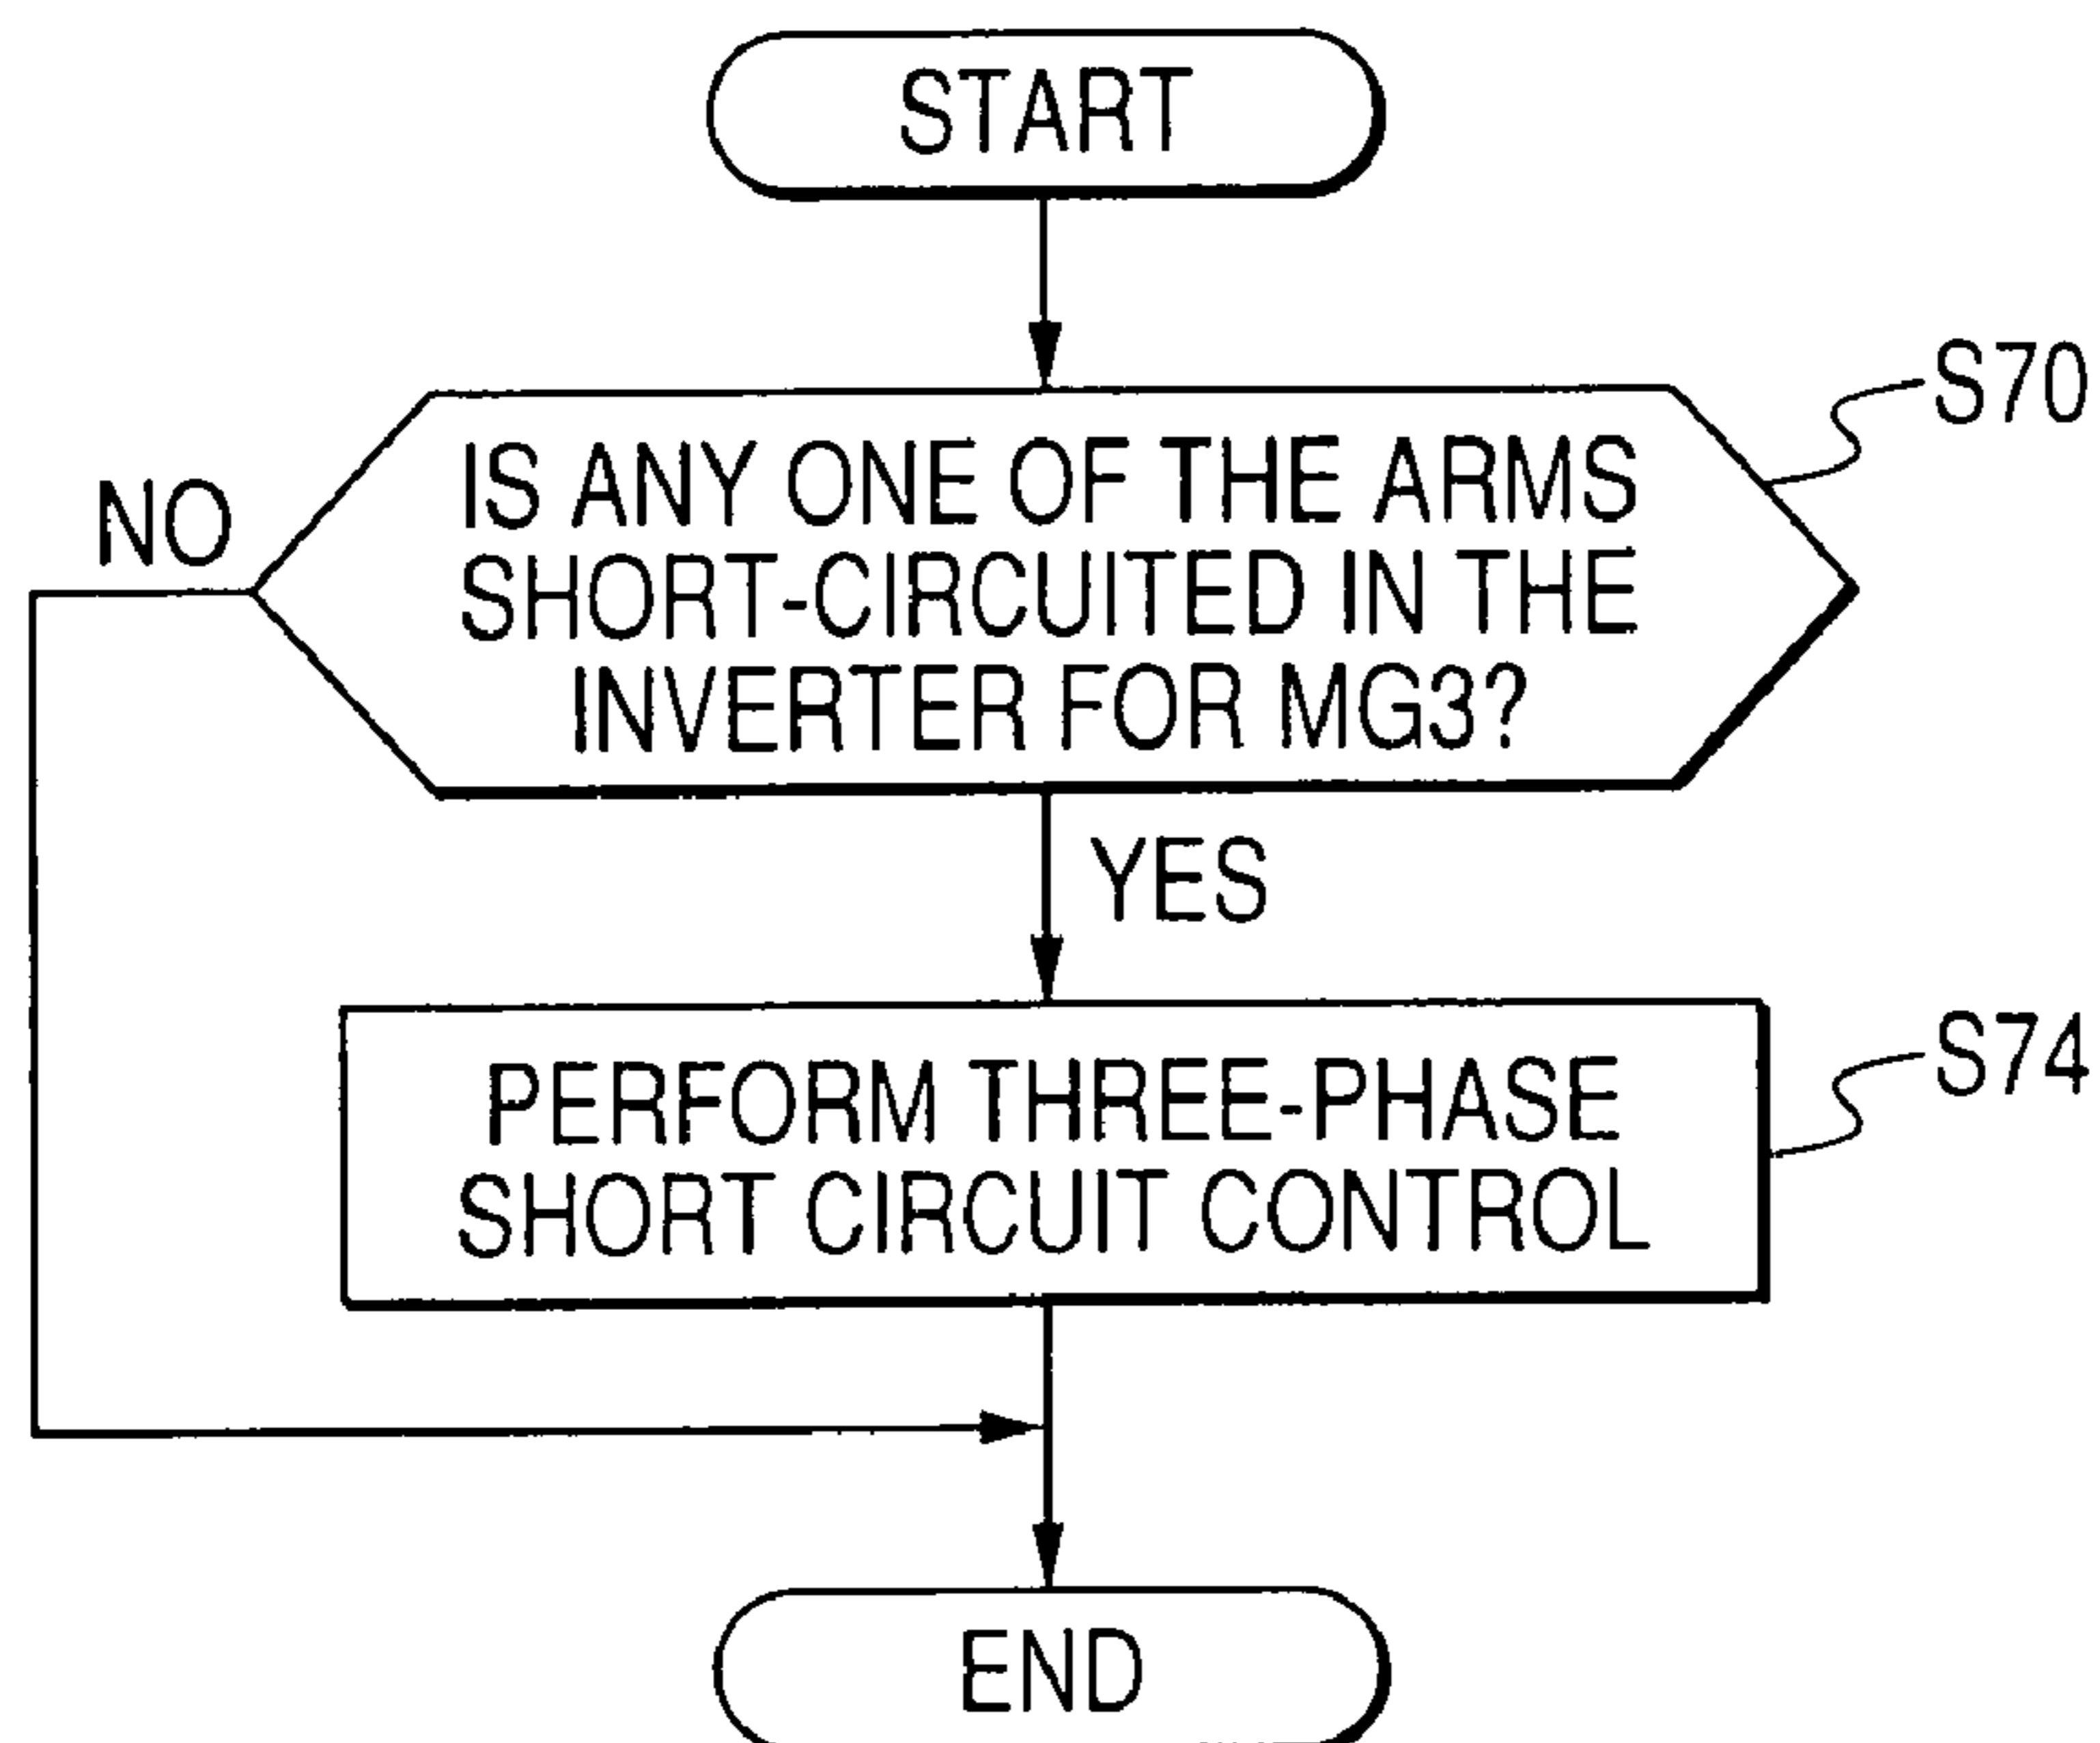 START
S70
NO
IS ANY ONE OF THE ARMS
SHORT-CIRCUITED IN THE
INVERTER FOR MG3?
YES
S74
PERFORM THREE-PHASE
SHORT CIRCUIT CONTROL
END